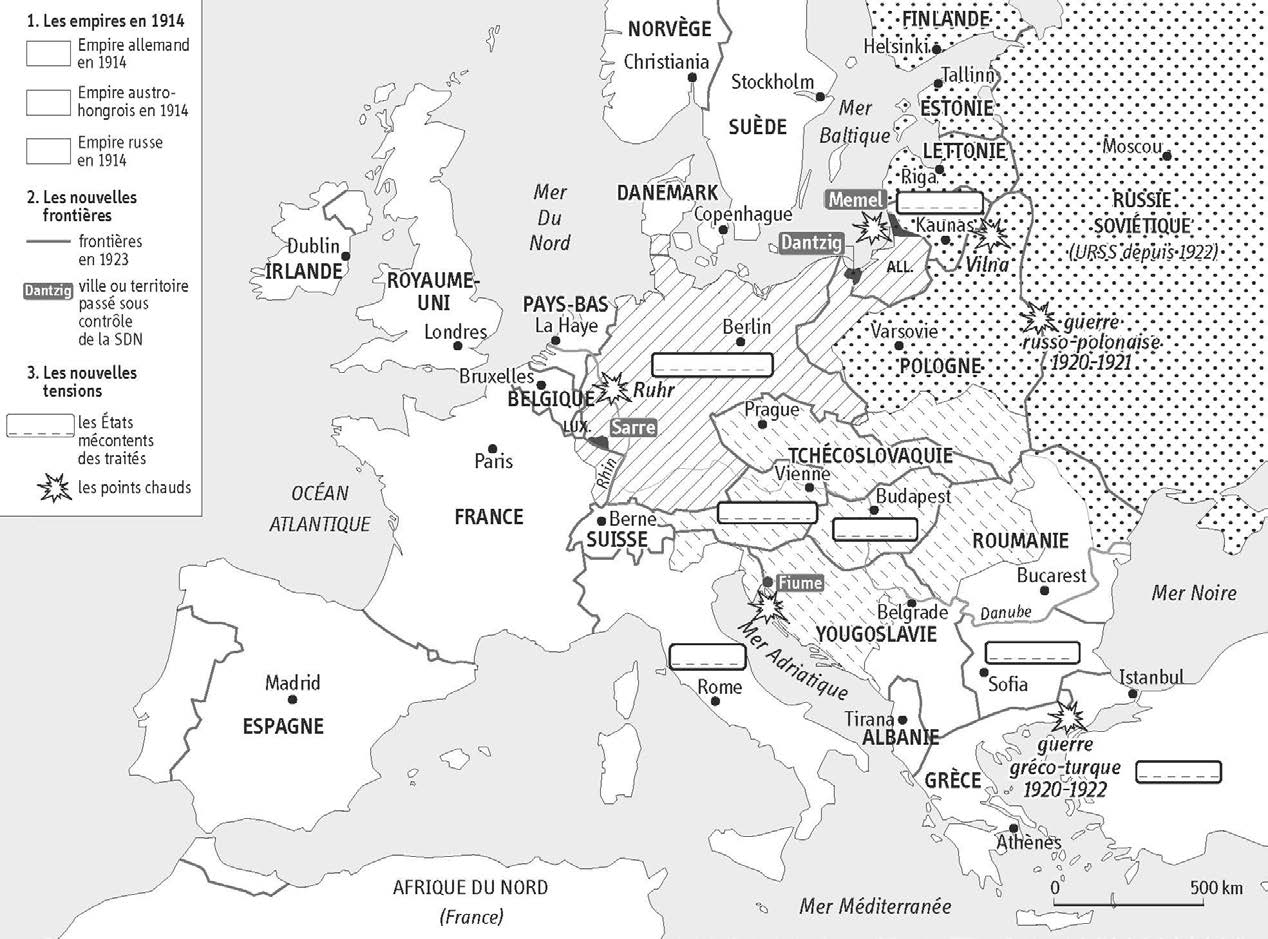 1. Les empires en 1914
Empire allemand
en 1914
Empire austro-
hongrois en 1914
Empire russe
en 1914
2. Les nouvelles
frontières
frontières
en 1923
Dantzig
ville ou territoire
passé sous
contrôle
de la SDN
3. Les nouvelles
tensions
les États
mécontents
des traités
les points chauds
NORVÈGE
Christiania
Stockholm
SUÈDE
FINLANDE
Helsinki
Tallinn
ESTONIE
Mer
Baltique
LETTONIE
Riga
Moscou
RUSSIE
SOVIÉTIQUE
(URSS depuis 1922)
Mer
Du
Nord
DANEMARK
Copenhague
Memel
Kaunas
Dantzig
Vilna
ALL.
Dublin
IRLANDE
ROYAUME-
UNI
Londres
PAYS-BAS
La Haye
Berlin
Varsovie
POLOGNE
guerre
russo-polonaise
1920-1921
Bruxelles
BELGIQUE
Ruhr
LUX.
Sarre
Prague
TCHÉCOSLOVAQUIE
Paris
Rhin
Vienne
Budapest
OCÉAN
ATLANTIQUE
FRANCE
Berne
SUISSE
ROUMANIE
Bucarest
Fiume
Belgrade
Danube
Mer Noire
YOUGOSLAVIE
Mer Adriatique
Madrid
ESPAGNE
Rome
Sofia
Istanbul
Tirana
ALBANIE
guerre
gréco-turque
1920-1922
GRÈCE
Athènes
AFRIQUE DU NORD
(France)
Mer Méditerranée
0 500 km